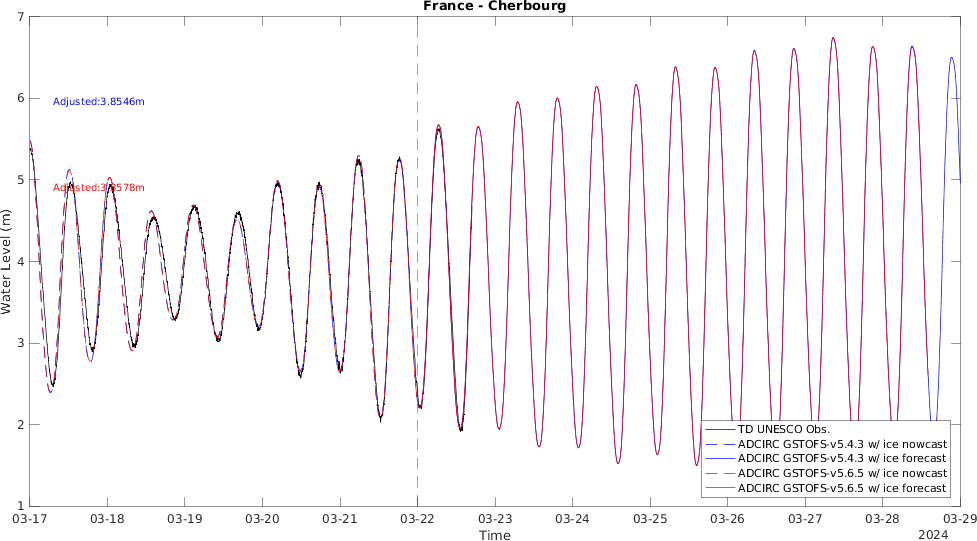 France - Cherbourg
7
6
5
4
3
2
1
Water Level (m)
Adjusted:3.8546m
Adjusted:3.8578m
TD UNESCO Obs.
ADCIRC GSTOFS-v5.4.3 w/ ice nowcast
ADCIRC GSTOFS-v5.4.3 w/ ice forecast
ADCIRC GSTOFS-v5.6.5 w/ ice nowcast
ADCIRC GSTOFS-v5.6.5 w/ ice forecast
03-17 03-18 03-19 03-20 03-21 03-22 03-23 03-24 03-25 03-26 03-27 03-28 03-29
Time
2024